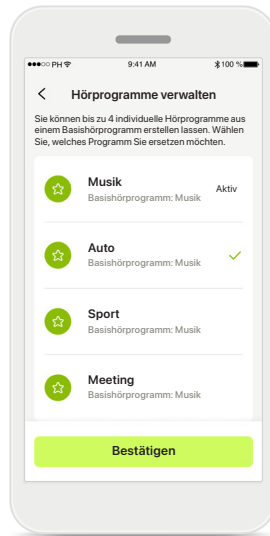 PH 9:41 AM 100 %
Hörprogramme verwalten
Sie können bis zu 4 individuelle Hörprogramme aus
einem Basishörprogramm erstellen lassen. Wählen
Sie, welches Programm Sie ersetzen möchten.
Musik
Aktiv
Basishörprogramm: Musik
Auto
Basishörprogramm: Musik
Sport
Basishörprogramm: Musik
Meeting
Basishörprogramm: Musik
Bestätigen